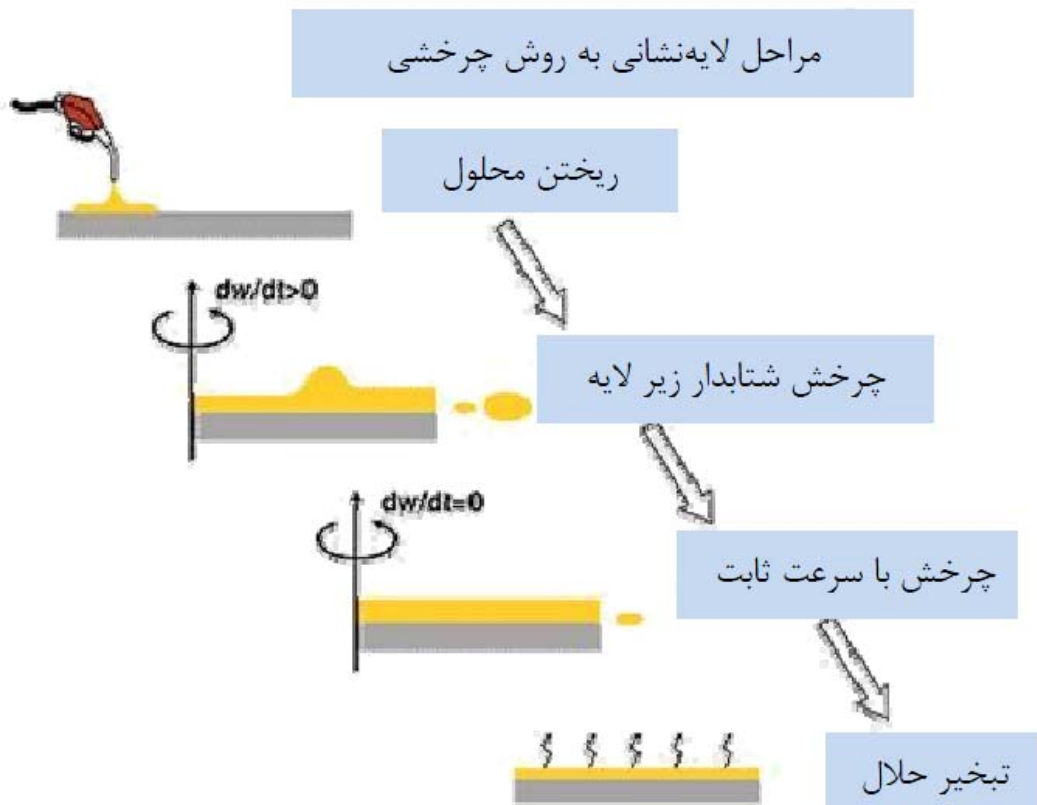 مراحل لایه‌نشانی به روش چرخشی
ریختن محلول
dw/dt>0
چرخش شتابدار زیر لایه
dw/dt=0
چرخش با سرعت ثابت
تبخیر حلال